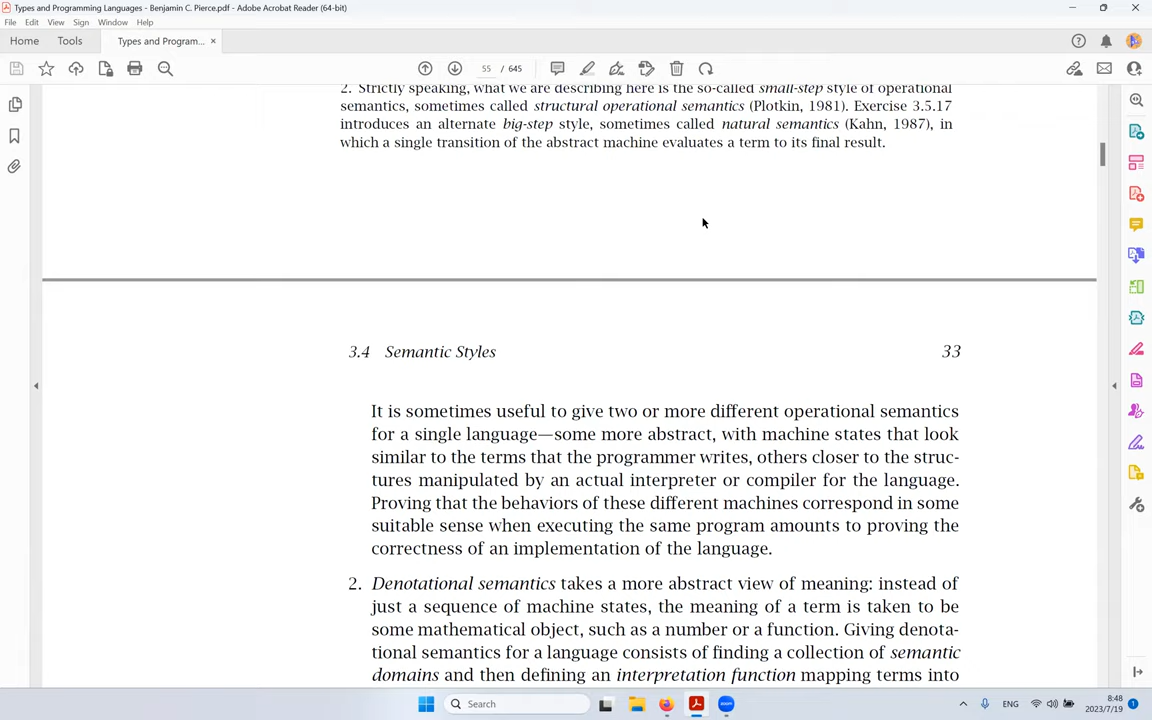 Types and Programming Languages - Benjamin C. Pierce.pdf - Adobe Acrobat Reader (64-bit)
File Edit View Sign Window Help
Home Tools Types and Program... ×
55 / 645
2. Strictly speaking, what we are describing here is the so-called small-step style of operational
semantics, sometimes called structural operational semantics (Plotkin, 1981). Exercise 3.5.17
introduces an alternate big-step style, sometimes called natural semantics (Kahn, 1987), in
which a single transition of the abstract machine evaluates a term to its final result.
3.4 Semantic Styles 33
It is sometimes useful to give two or more different operational semantics
for a single language—some more abstract, with machine states that look
similar to the terms that the programmer writes, others closer to the struc-
tures manipulated by an actual interpreter or compiler for the language.
Proving that the behaviors of these different machines correspond in some
suitable sense when executing the same program amounts to proving the
correctness of an implementation of the language.
2. Denotational semantics takes a more abstract view of meaning: instead of
just a sequence of machine states, the meaning of a term is taken to be
some mathematical object, such as a number or a function. Giving denota-
tional semantics for a language consists of finding a collection of semantic
domains and then defining an interpretation function mapping terms into
Search
zoom
ENG
8:48
2023/7/19
1